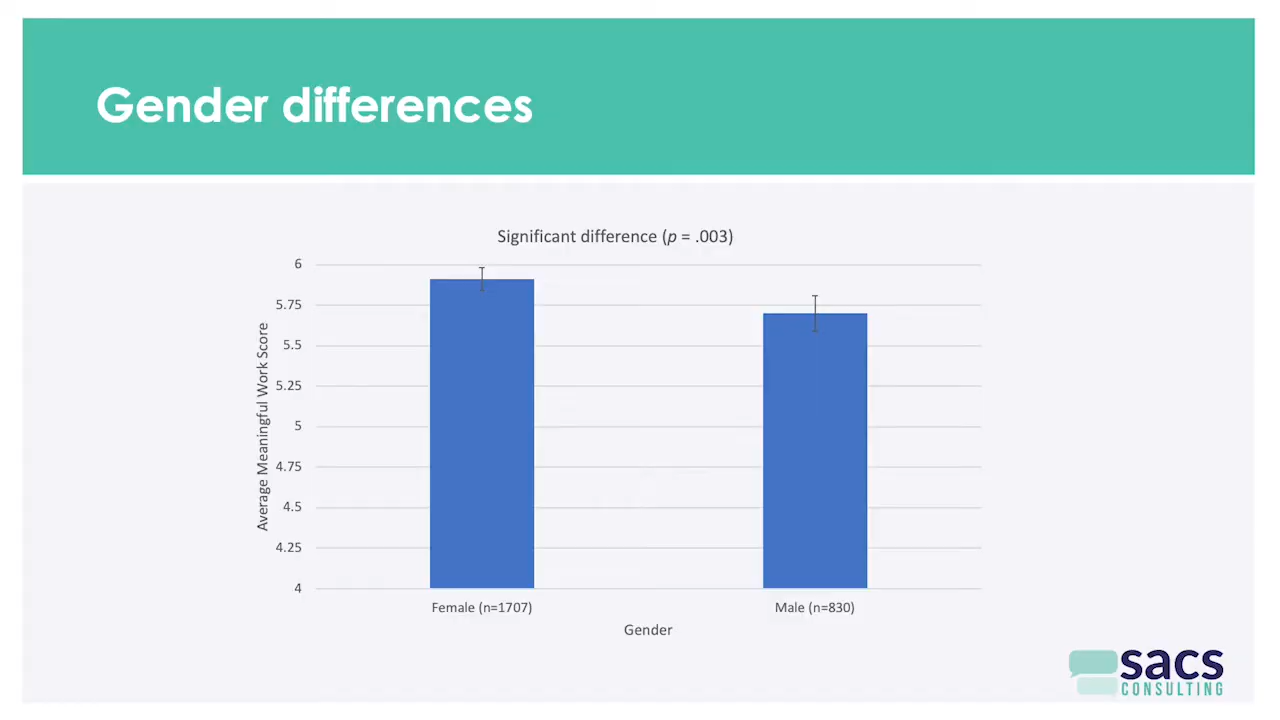 Gender differences
Significant difference (p = .003)
6
5.75
5.5
5.25
5
4.75
4.5
4.25
4
Average Meaningful Work Score
Female (n=1707)
Male (n=830)
Gender
sacs
CONSULTING